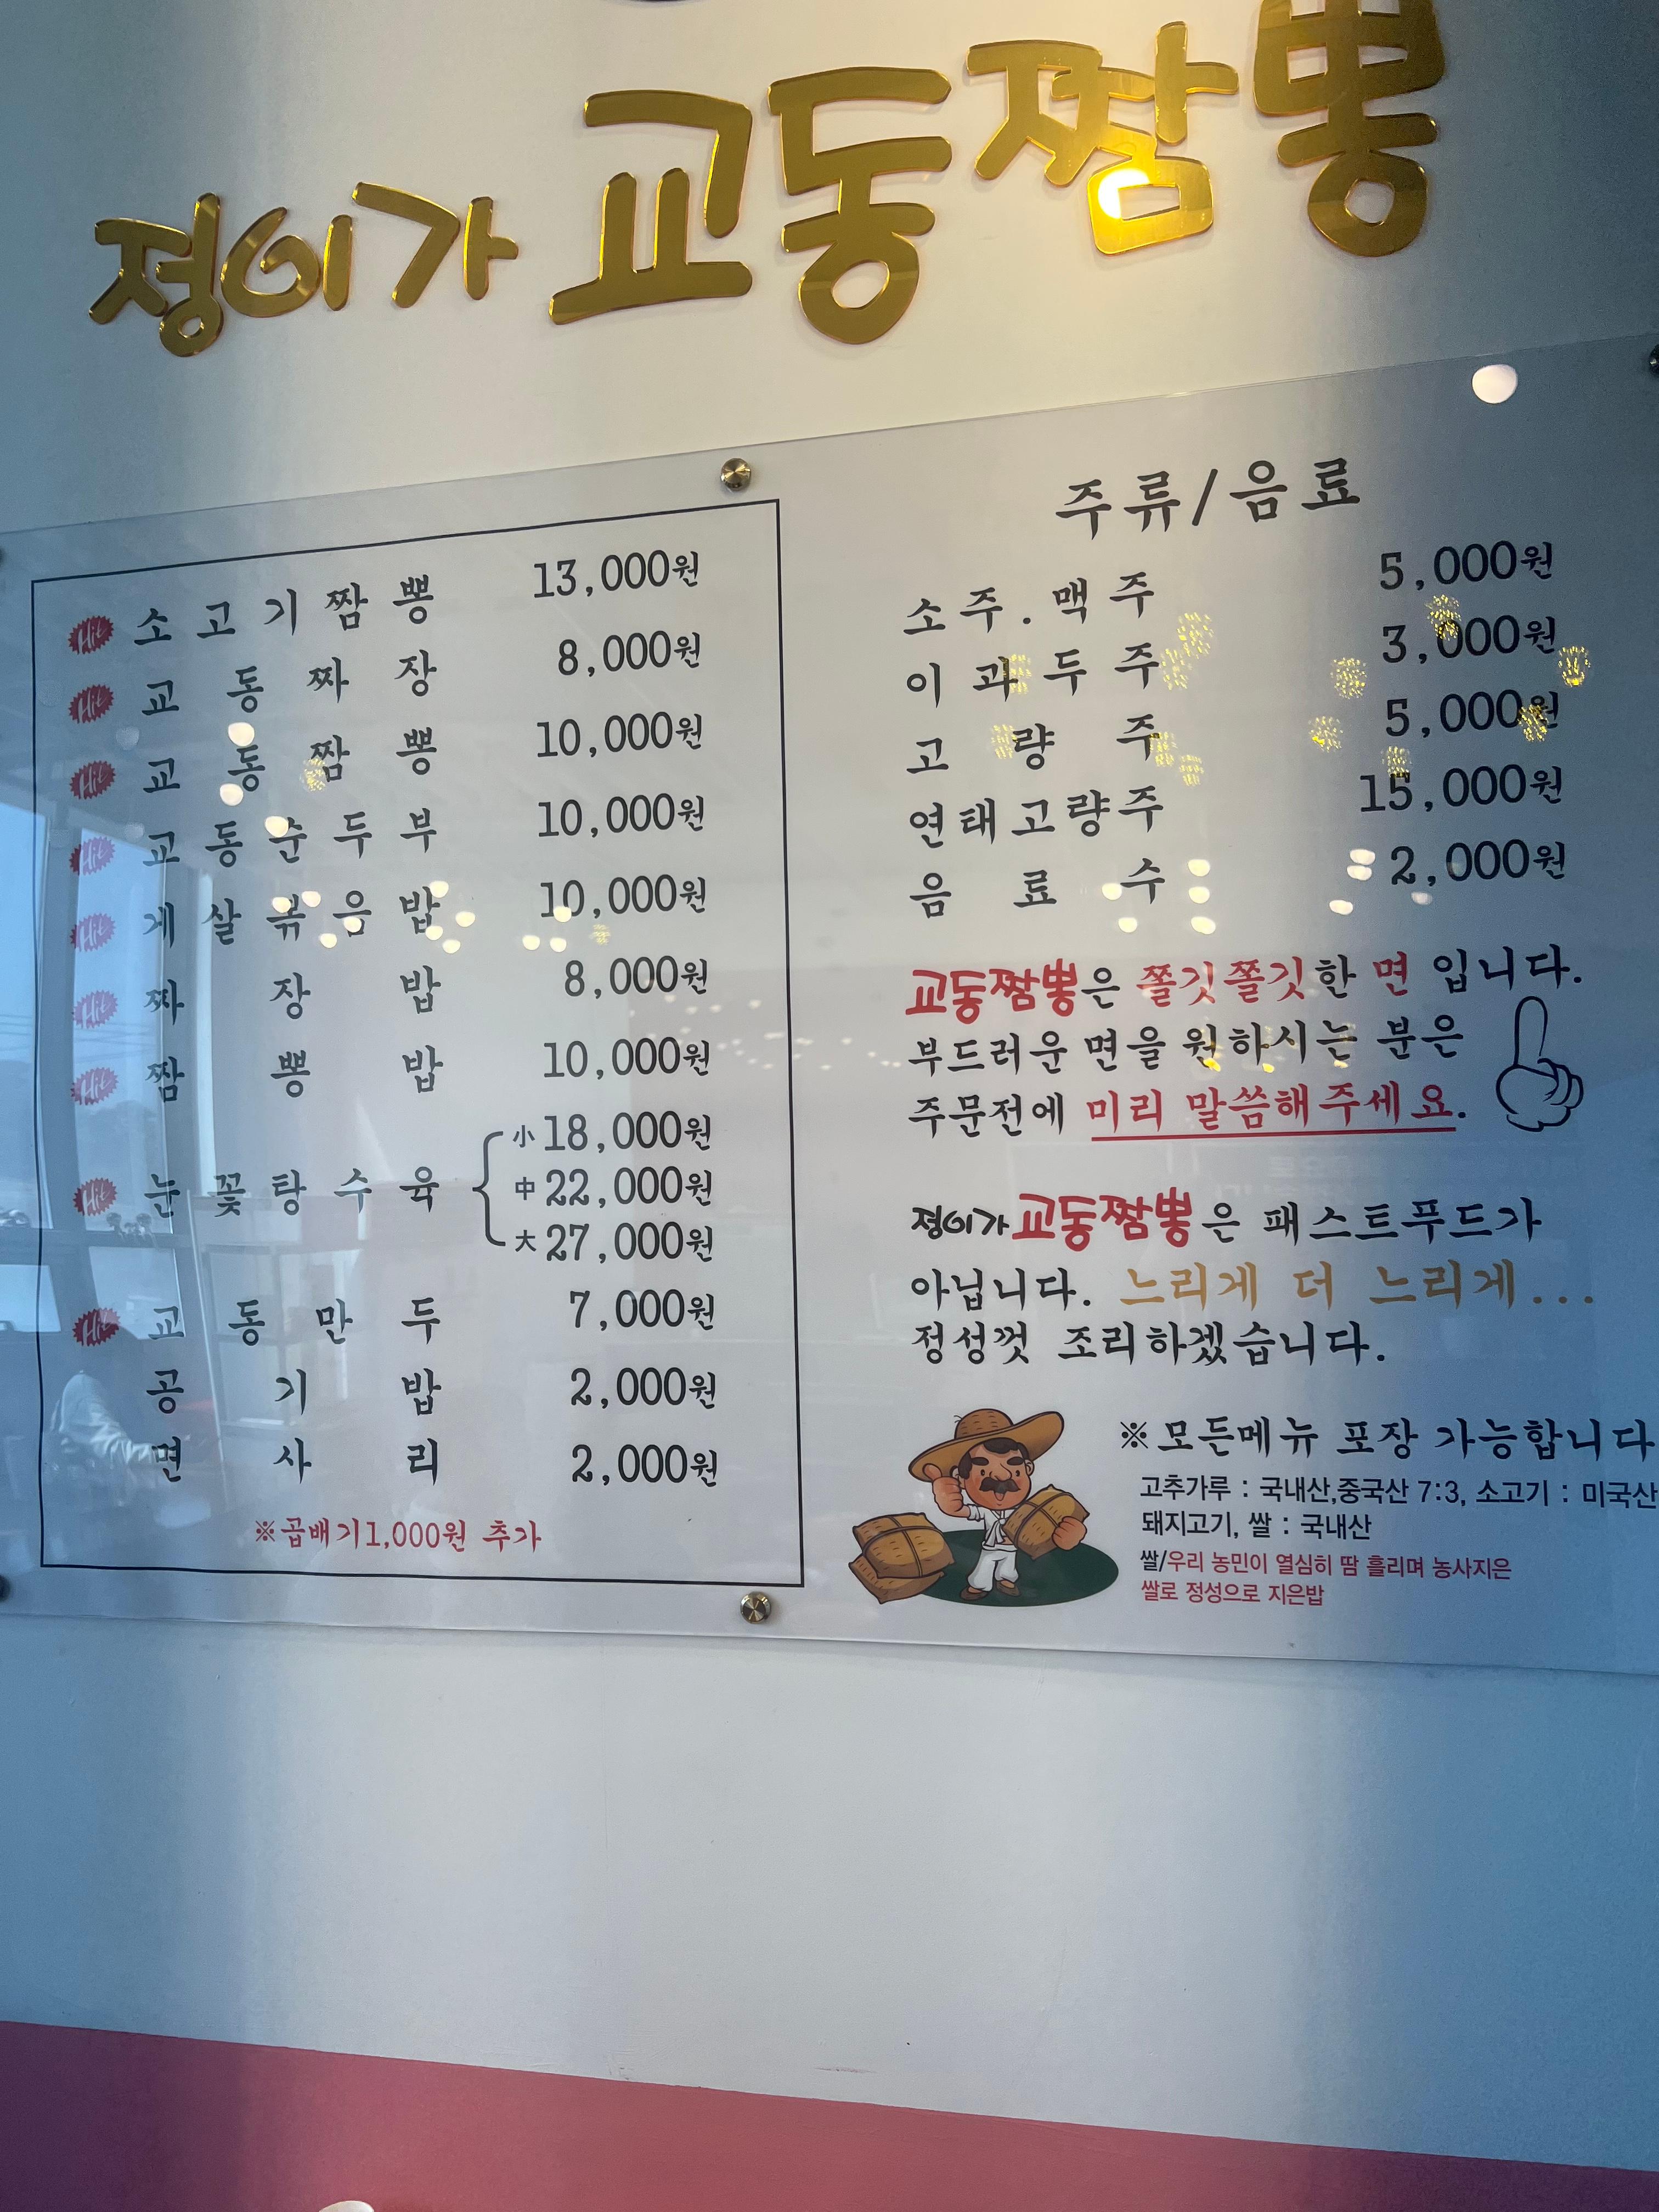 정이가 교동짬뽕
소고기짬뽕 13,000원
교동짜장 8,000원
교동짬뽕 10,000원
교동순두부 10,000원
게살볶음밥 10,000원
짜장밥 8,000원
짬뽕밥 10,000원
눈꽃탕수육 小 18,000원
中 22,000원
大 27,000원
교동만두 7,000원
공기밥 2,000원
면사리 2,000원
※곱배기1,000원 추가
주류/음료
소주.맥주 5,000원
이과두주 3,000원
고량주 5,000원
연태고량주 15,000원
음료수 2,000원
교동짬뽕은 쫄깃쫄깃한 면 입니다.
부드러운 면을 원하시는 분은
주문전에 미리 말씀해주세요.
정이가교동짬뽕은 패스트푸드가
아닙니다. 느리게 더 느리게...
정성껏 조리하겠습니다.
※모든메뉴 포장 가능합니다
고추가루 : 국내산,중국산 7:3, 소고기 : 미국산
돼지고기, 쌀 : 국내산
쌀/우리 농민이 열심히 땀 흘리며 농사지은
쌀로 정성으로 지은밥